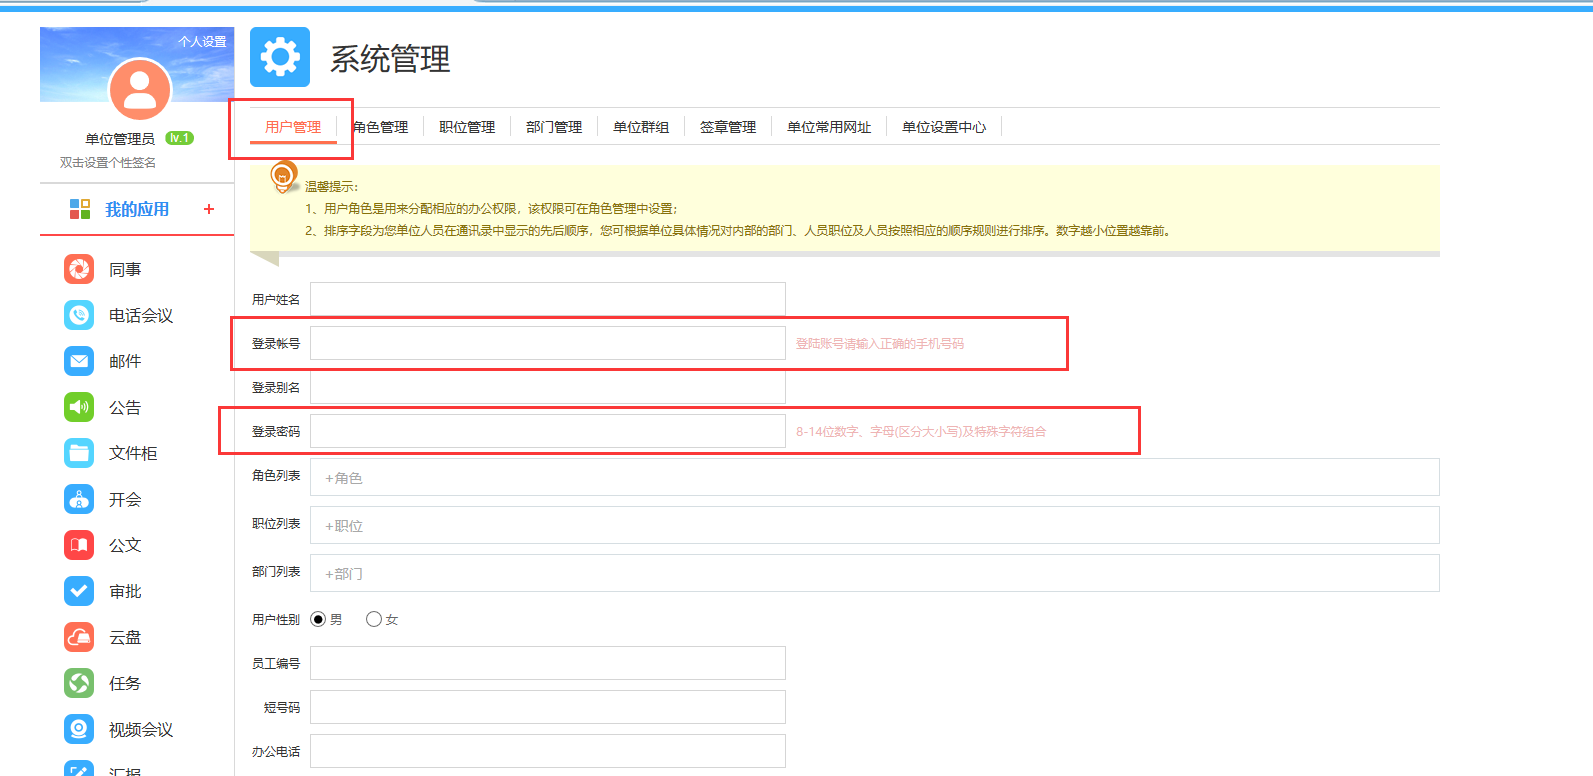 个人设置
系统管理
单位管理员 lv.1
双击设置个性签名
我的应用 +
同事
电话会议
邮件
公告
文件柜
开会
公文
审批
云盘
任务
视频会议
汇报
用户管理 角色管理 职位管理 部门管理 单位群组 签章管理 单位常用网址 单位设置中心
温馨提示：
1、用户角色是用来分配相应的办公权限，该权限可在角色管理中设置；
2、排序字段为您单位人员在通讯录中显示的先后顺序，您可根据单位具体情况对内部的部门、人员职位及人员按照相应的顺序规则进行排序。数字越小位置越靠前。
用户姓名
登录帐号 登陆账号请输入正确的手机号码
登录别名
登录密码 8-14位数字、字母(区分大小写)及特殊字符组合
角色列表 +角色
职位列表 +职位
部门列表 +部门
用户性别 男 女
员工编号
短号码
办公电话